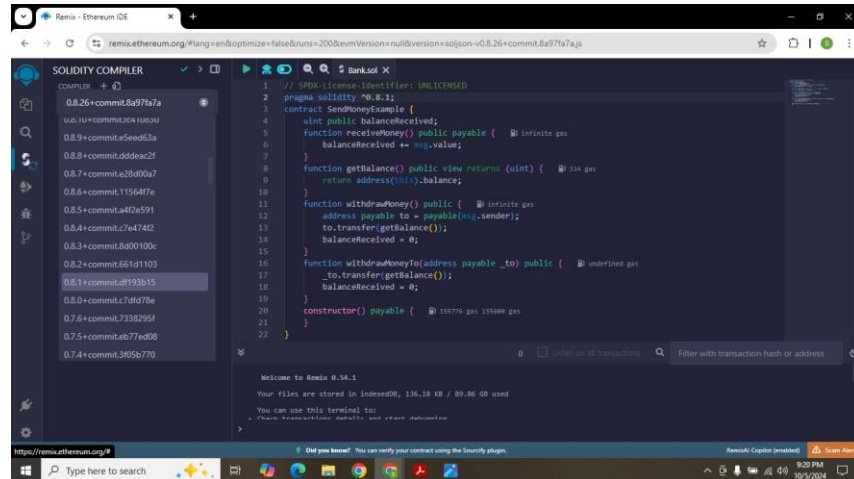 Remix - Ethereum IDE
remix.ethereum.org/#lang=en&optimize=false&runs=200&evmVersion=null&version=soljson-v0.8.26+commit.8a97fa7a.js
SOLIDITY COMPILER
COMPILER
0.8.26+commit.8a97fa7a
0.8.9+commit.e5eed63a
0.8.8+commit.dddeac2f
0.8.7+commit.e28d00a7
0.8.6+commit.11564f7e
0.8.5+commit.a4f2e591
0.8.4+commit.c7e474f2
0.8.3+commit.8d00100c
0.8.2+commit.661d1103
0.8.1+commit.df193b15
0.8.0+commit.c7dfd78e
0.7.6+commit.7338295f
0.7.5+commit.eb77ed08
0.7.4+commit.3f05b770
Bank.sol
1 // SPDX-License-Identifier: UNLICENSED
2 pragma solidity ^0.8.1;
3 contract SendMoneyExample {
4 uint public balanceReceived;
5 function receiveMoney() public payable { infinite gas
6 balanceReceived += msg.value;
7 }
8 function getBalance() public view returns (uint) { 334 gas
9 return address(this).balance;
10 }
11 function withdrawMoney() public { infinite gas
12 address payable to = payable(msg.sender);
13 to.transfer(getBalance());
14 balanceReceived = 0;
15 }
16 function withdrawMoneyTo(address payable _to) public { undefined gas
17 _to.transfer(getBalance());
18 balanceReceived = 0;
19 }
20 constructor() payable { 155776 gas 155600 gas
21 }
22 }
0 Listen on all transactions Filter with transaction hash or address
Welcome to Remix 0.54.1
Your files are stored in indexedDB, 136.18 KB / 89.86 GB used
You can use this terminal to:
Check transactions details and start debugging
>
https://remix.ethereum.org/#
Did you know? You can verify your contract using the Sourcify plugin.
RemixAI Copilot (enabled)
Scam Aler
Type here to search
9:20 PM
10/5/2024